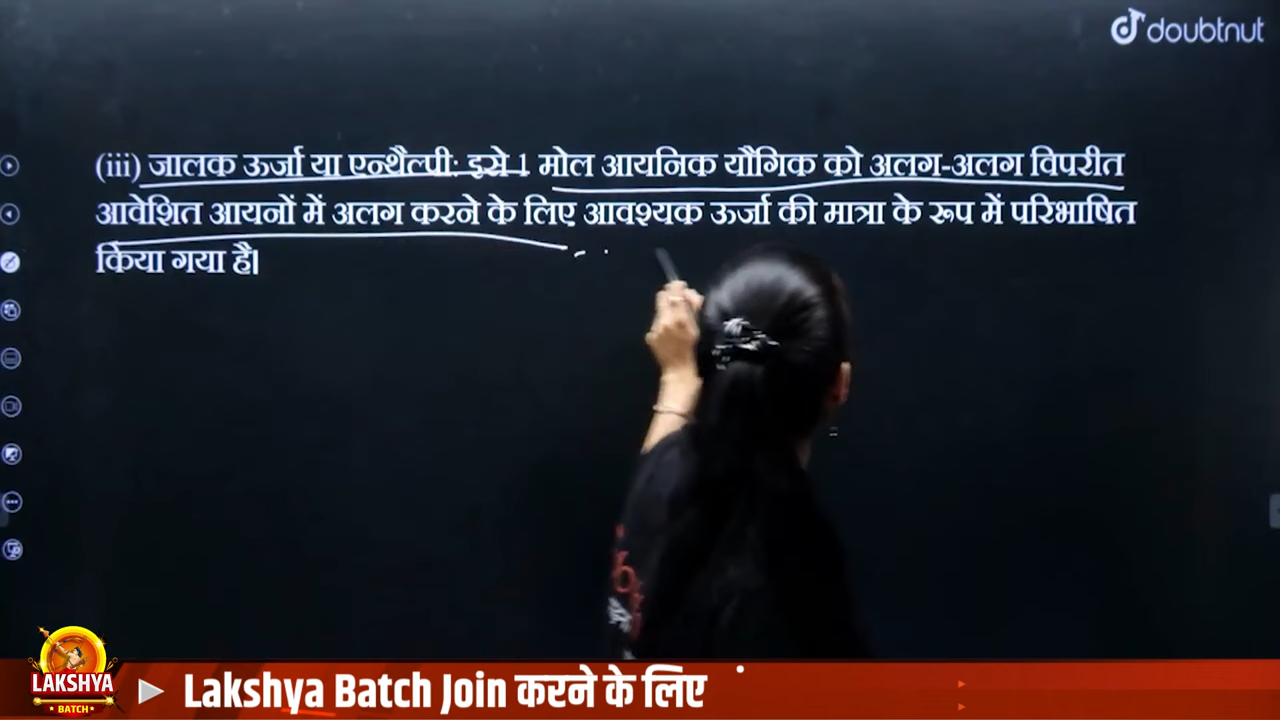 doubtnut
(iii) जालक ऊर्जा या एन्थैल्पी: इसे 1 मोल आयनिक यौगिक को अलग-अलग विपरीत
आवेशित आयनों में अलग करने के लिए आवश्यक ऊर्जा की मात्रा के रूप में परिभाषित
किया गया है।
LAKSHYA
BATCH
Lakshya Batch Join करने के लिए